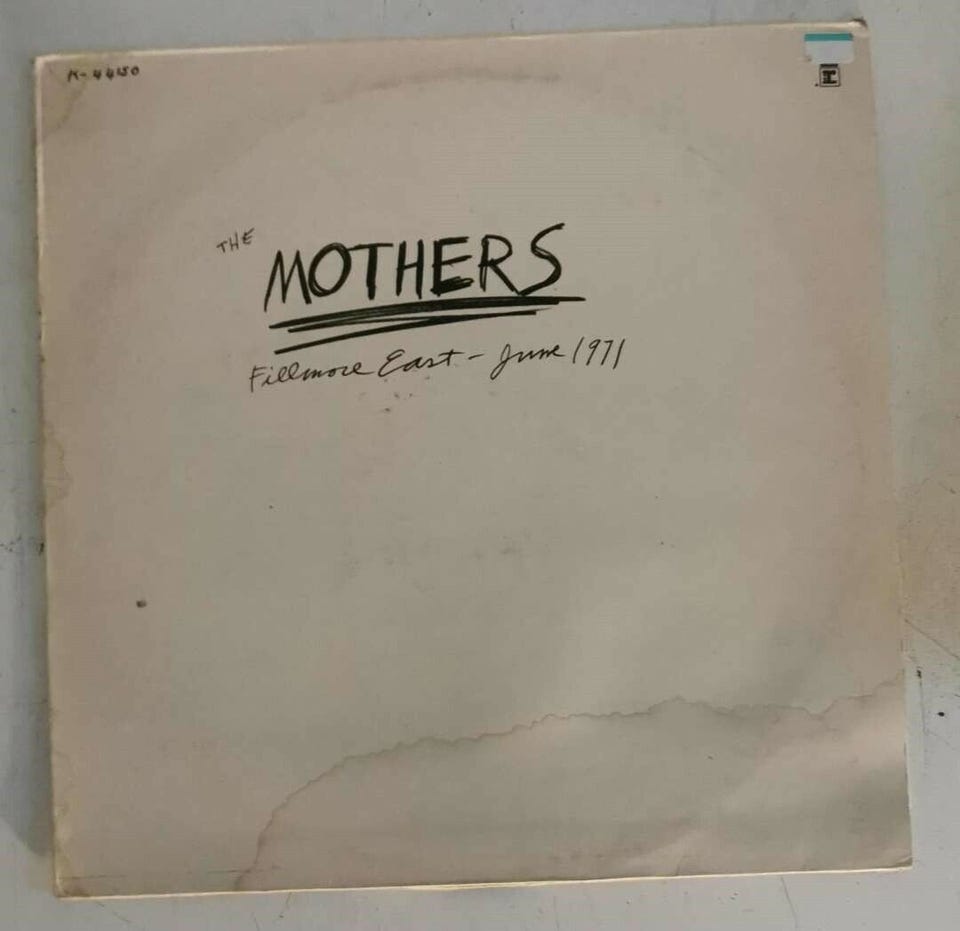 K-44150
THE
MOTHERS
Fillmore East - June 1971